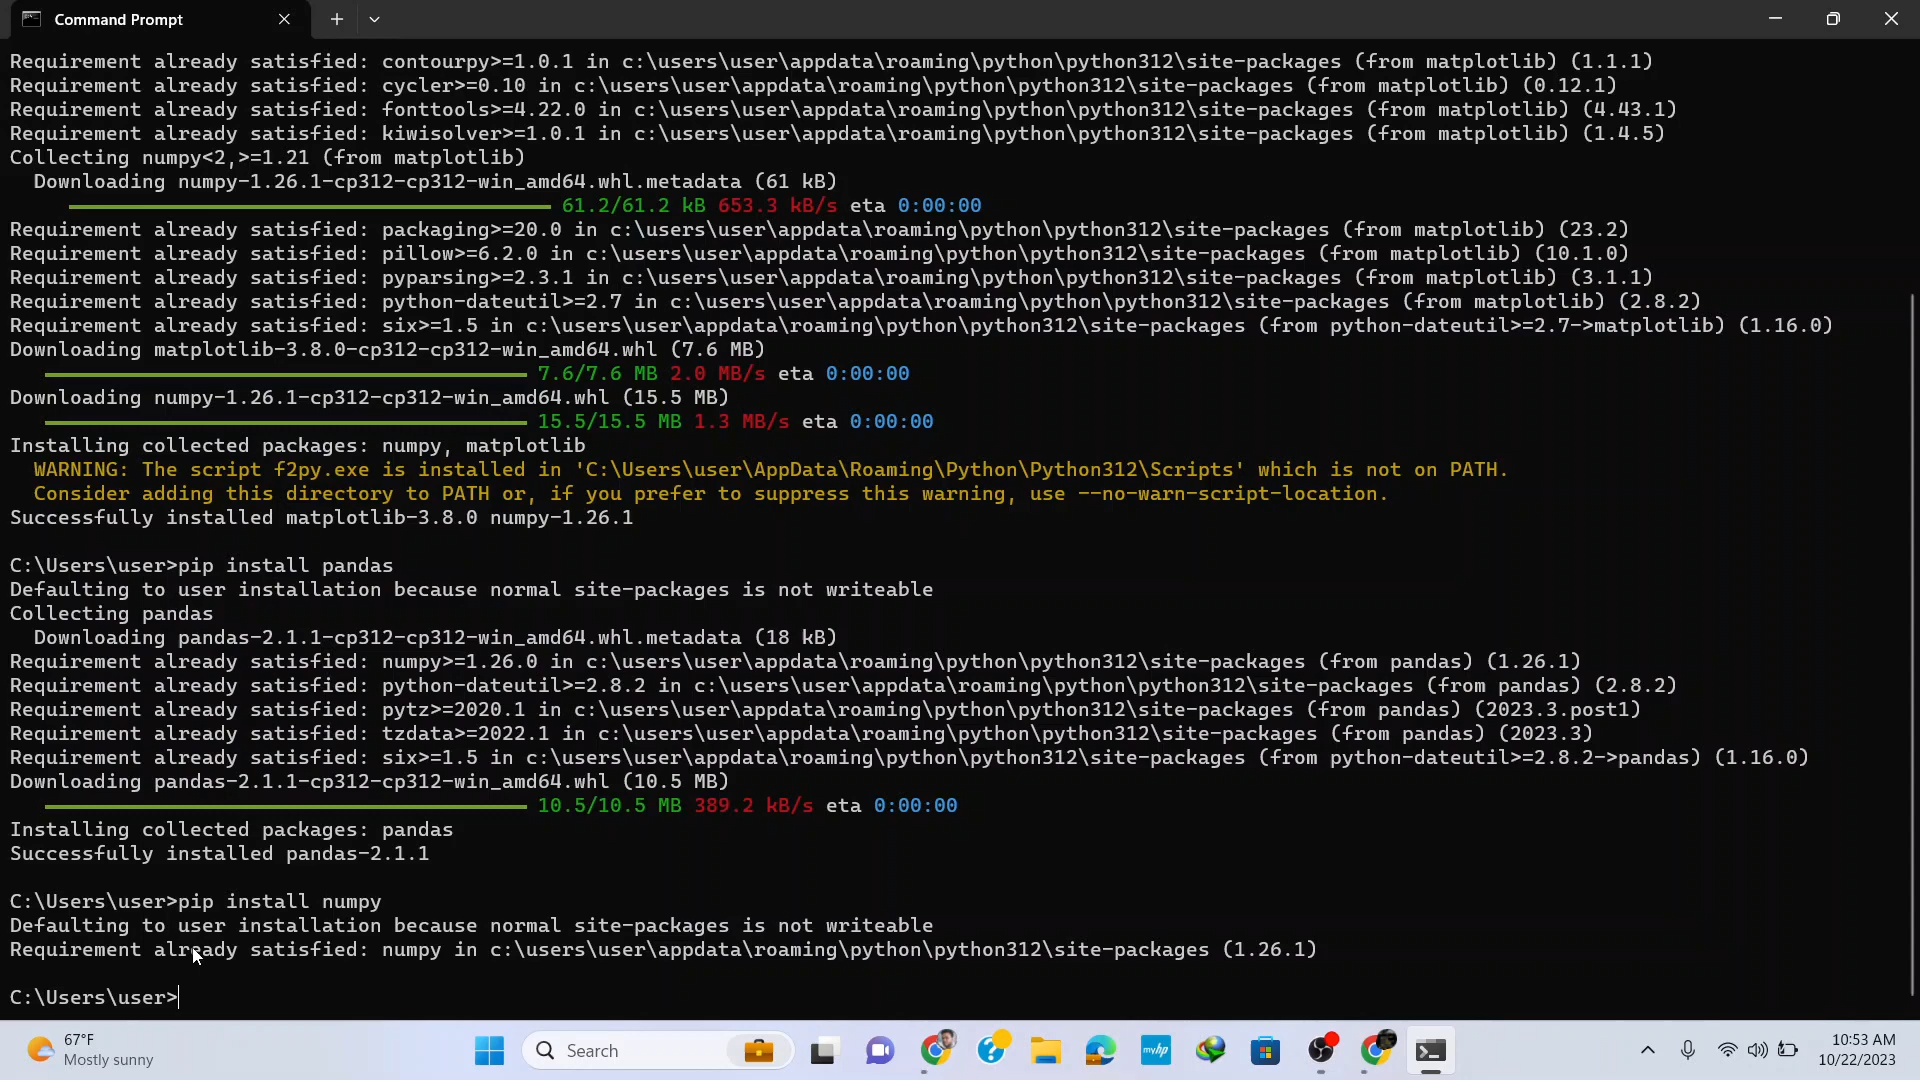 Command Prompt
Requirement already satisfied: contourpy>=1.0.1 in c:\users\user\appdata\roaming\python\python312\site-packages (from matplotlib) (1.1.1)
Requirement already satisfied: cycler>=0.10 in c:\users\user\appdata\roaming\python\python312\site-packages (from matplotlib) (0.12.1)
Requirement already satisfied: fonttools>=4.22.0 in c:\users\user\appdata\roaming\python\python312\site-packages (from matplotlib) (4.43.1)
Requirement already satisfied: kiwisolver>=1.0.1 in c:\users\user\appdata\roaming\python\python312\site-packages (from matplotlib) (1.4.5)
Collecting numpy<2,>=1.21 (from matplotlib)
Downloading numpy-1.26.1-cp312-cp312-win_amd64.whl.metadata (61 kB)
61.2/61.2 kB 653.3 kB/s eta 0:00:00
Requirement already satisfied: packaging>=20.0 in c:\users\user\appdata\roaming\python\python312\site-packages (from matplotlib) (23.2)
Requirement already satisfied: pillow>=6.2.0 in c:\users\user\appdata\roaming\python\python312\site-packages (from matplotlib) (10.1.0)
Requirement already satisfied: pyparsing>=2.3.1 in c:\users\user\appdata\roaming\python\python312\site-packages (from matplotlib) (3.1.1)
Requirement already satisfied: python-dateutil>=2.7 in c:\users\user\appdata\roaming\python\python312\site-packages (from matplotlib) (2.8.2)
Requirement already satisfied: six>=1.5 in c:\users\user\appdata\roaming\python\python312\site-packages (from python-dateutil>=2.7->matplotlib) (1.16.0)
Downloading matplotlib-3.8.0-cp312-cp312-win_amd64.whl (7.6 MB)
7.6/7.6 MB 2.0 MB/s eta 0:00:00
Downloading numpy-1.26.1-cp312-cp312-win_amd64.whl (15.5 MB)
15.5/15.5 MB 1.3 MB/s eta 0:00:00
Installing collected packages: numpy, matplotlib
WARNING: The script f2py.exe is installed in 'C:\Users\user\AppData\Roaming\Python\Python312\Scripts' which is not on PATH.
Consider adding this directory to PATH or, if you prefer to suppress this warning, use --no-warn-script-location.
Successfully installed matplotlib-3.8.0 numpy-1.26.1
C:\Users\user>pip install pandas
Defaulting to user installation because normal site-packages is not writeable
Collecting pandas
Downloading pandas-2.1.1-cp312-cp312-win_amd64.whl.metadata (18 kB)
Requirement already satisfied: numpy>=1.26.0 in c:\users\user\appdata\roaming\python\python312\site-packages (from pandas) (1.26.1)
Requirement already satisfied: python-dateutil>=2.8.2 in c:\users\user\appdata\roaming\python\python312\site-packages (from pandas) (2.8.2)
Requirement already satisfied: pytz>=2020.1 in c:\users\user\appdata\roaming\python\python312\site-packages (from pandas) (2023.3.post1)
Requirement already satisfied: tzdata>=2022.1 in c:\users\user\appdata\roaming\python\python312\site-packages (from pandas) (2023.3)
Requirement already satisfied: six>=1.5 in c:\users\user\appdata\roaming\python\python312\site-packages (from python-dateutil>=2.8.2->pandas) (1.16.0)
Downloading pandas-2.1.1-cp312-cp312-win_amd64.whl (10.5 MB)
10.5/10.5 MB 389.2 kB/s eta 0:00:00
Installing collected packages: pandas
Successfully installed pandas-2.1.1
C:\Users\user>pip install numpy
Defaulting to user installation because normal site-packages is not writeable
Requirement already satisfied: numpy in c:\users\user\appdata\roaming\python\python312\site-packages (1.26.1)
C:\Users\user>
67°F
Mostly sunny
Search
myhp
10:53 AM
10/22/2023